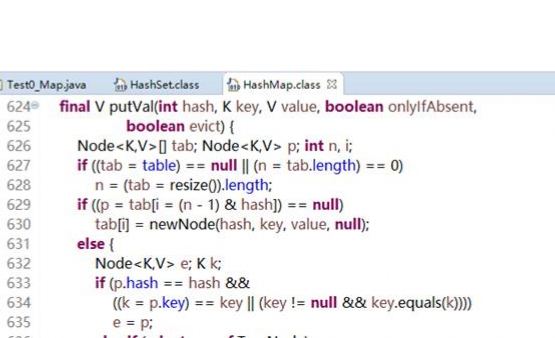 Test0_Map.java HashSet.class HashMap.class
624 final V putVal(int hash, K key, V value, boolean onlyIfAbsent,
625 boolean evict) {
626 Node<K,V>[] tab; Node<K,V> p; int n, i;
627 if ((tab = table) == null || (n = tab.length) == 0)
628 n = (tab = resize()).length;
629 if ((p = tab[i = (n - 1) & hash]) == null)
630 tab[i] = newNode(hash, key, value, null);
631 else {
632 Node<K,V> e; K k;
633 if (p.hash == hash &&
634 ((k = p.key) == key || (key != null && key.equals(k))))
635 e = p;